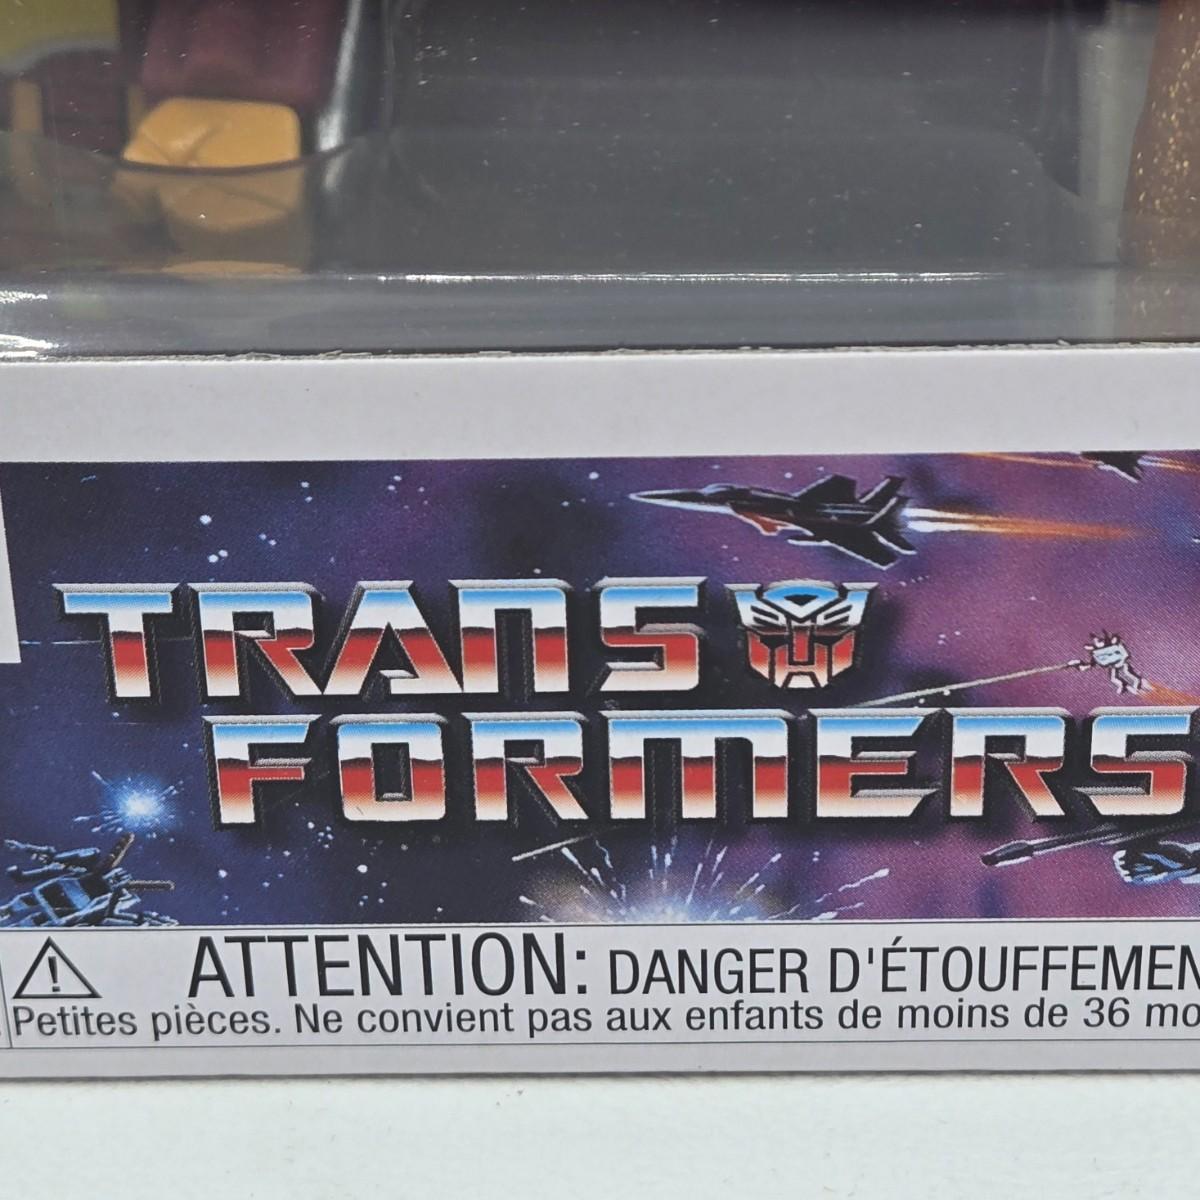 TRANS
FORMERS
ATTENTION: DANGER D'ÉTOUFFEMEN
Petites pièces. Ne convient pas aux enfants de moins de 36 mo